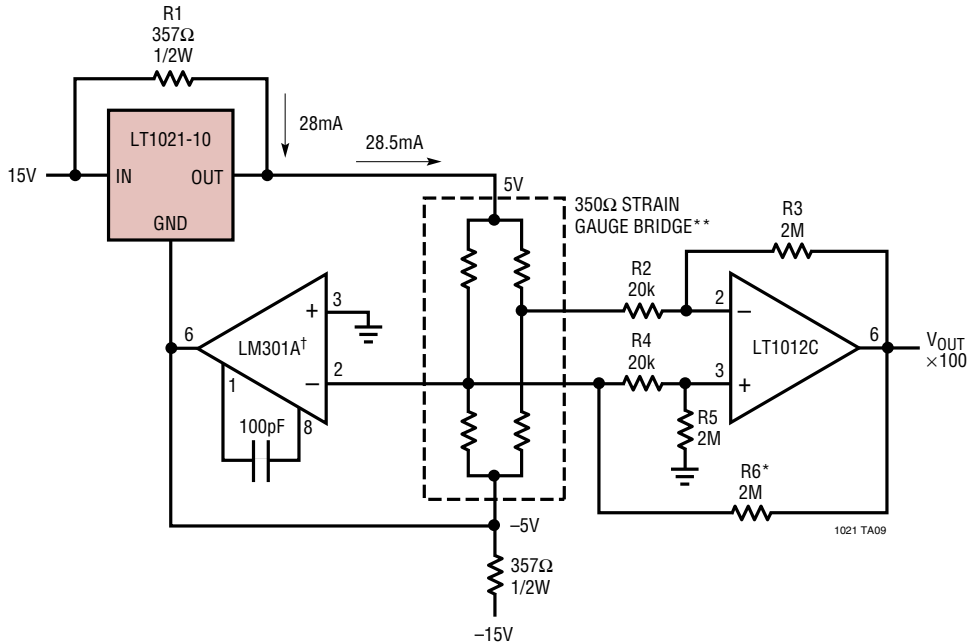 R1
357Ω
1/2W
LT1021-10
28mA
28.5mA
15V
IN
OUT
GND
5V
350Ω STRAIN
GAUGE BRIDGE**
R3
2M
R2
20k
3
+
2
–
6
LM301A†
LT1012C
6
VOUT
×100
R4
20k
2
–
3
+
1
8
100pF
R5
2M
R6*
2M
–5V
1021 TA09
357Ω
1/2W
–15V